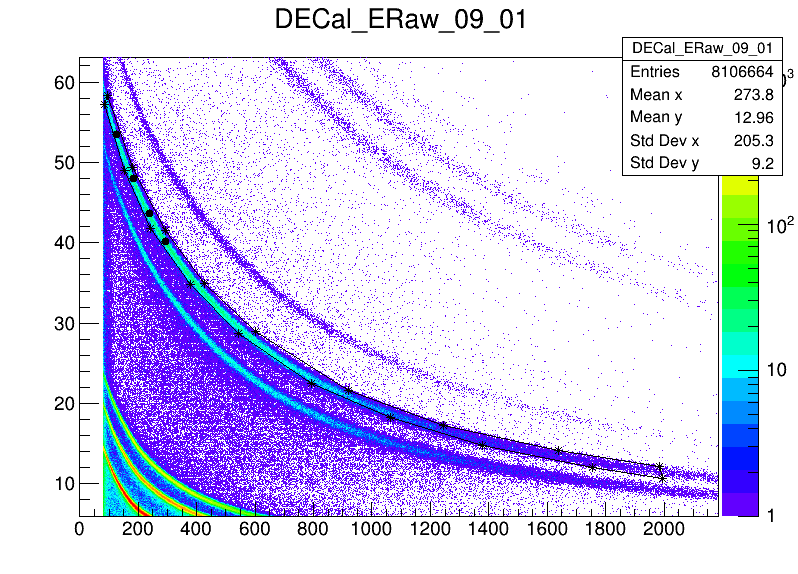 DECal_ERaw_09_01
DECal_ERaw_09_01
Entries 8106664
Mean x 273.8
Mean y 12.96
Std Dev x 205.3
Std Dev y 9.2
60
50
40
30
20
10
0 200 400 600 800 1000 1200 1400 1600 1800 2000
10²
10
1